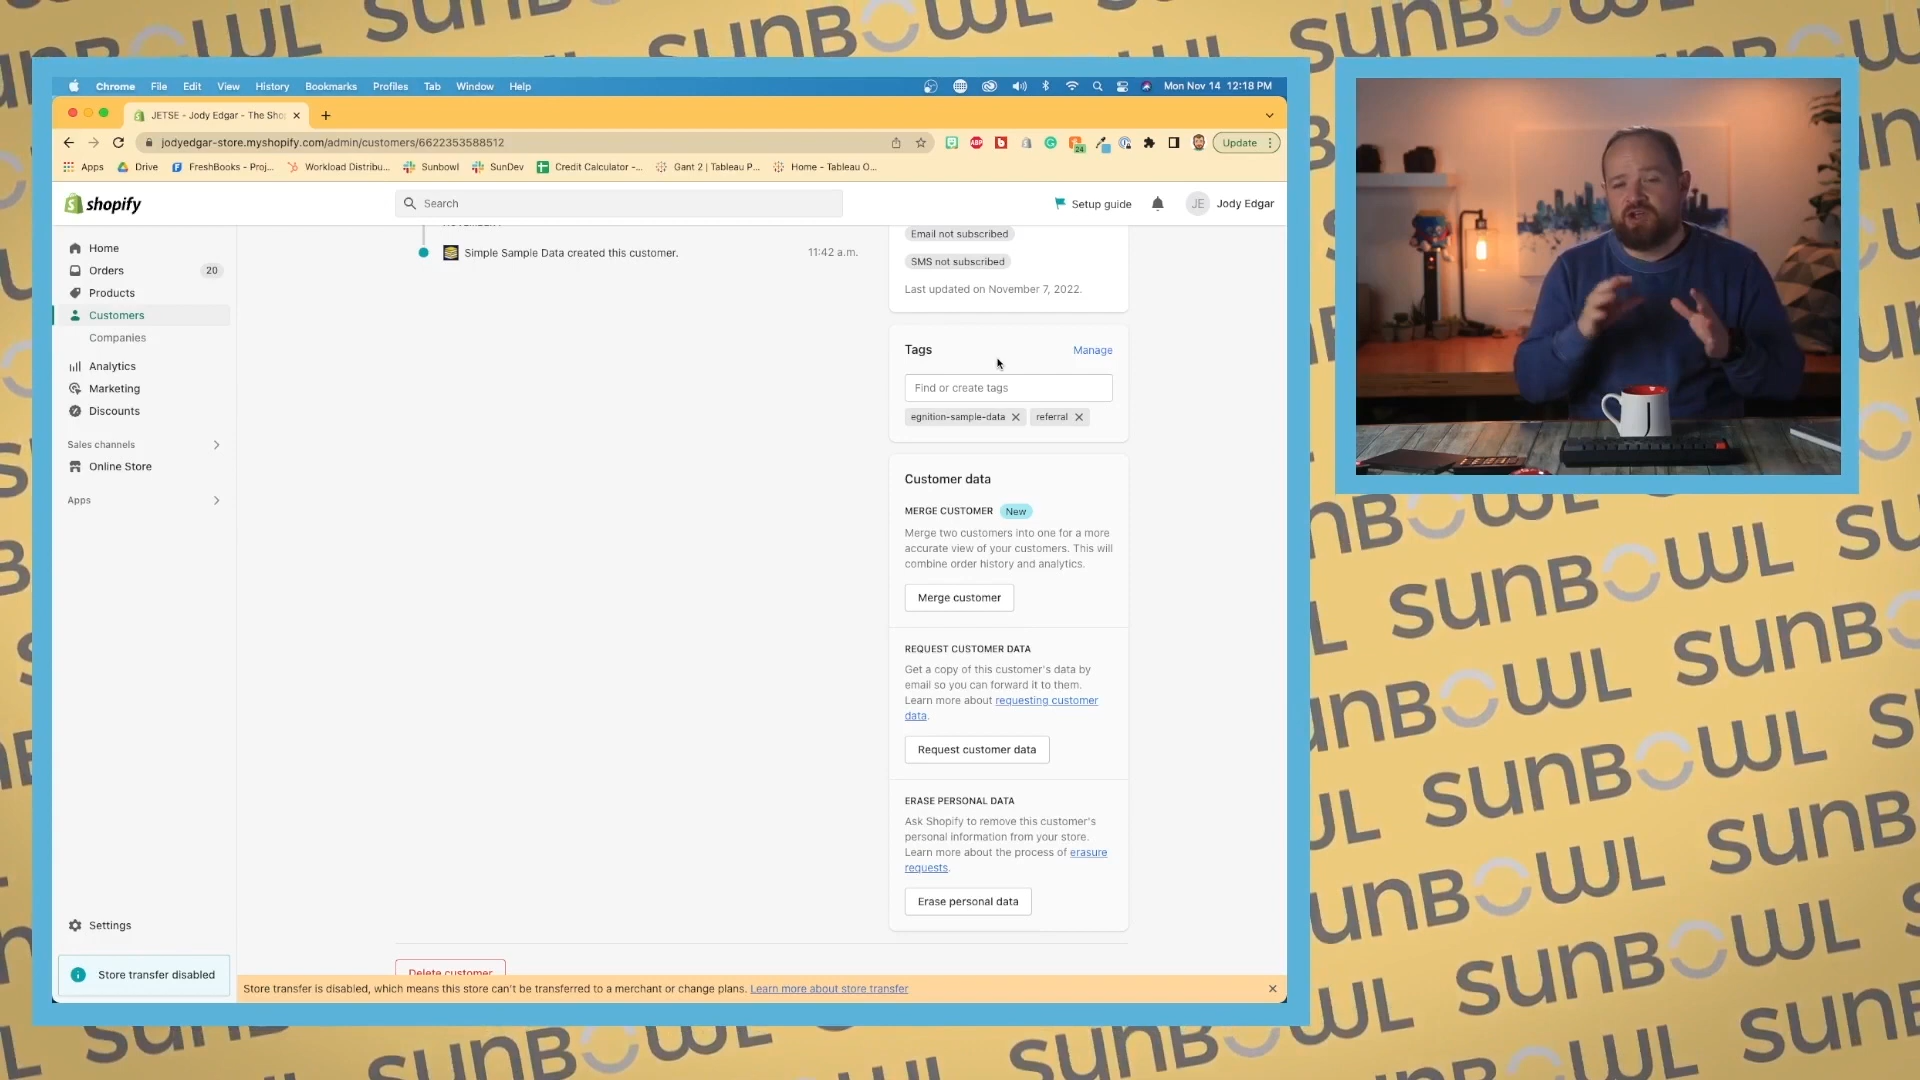 SUNBOWL
Chrome File Edit View History Bookmarks Profiles Tab Window Help
Mon Nov 14 12:18 PM
JETSE - Jody Edgar - The Sho
jodyedgar-store.myshopify.com/admin/customers/6622353588512
ABP
24
Update
Apps Drive FreshBooks - Proj... Workload Distribu... Sunbowl SunDev Credit Calculator -... Gant 2 | Tableau P... Home - Tableau O...
shopify
Search
Setup guide
JE Jody Edgar
Home
Orders 20
Products
Customers
Companies
Analytics
Marketing
Discounts
Sales channels
Online Store
Apps
Settings
Store transfer disabled
Simple Sample Data created this customer. 11:42 a.m.
Email not subscribed
SMS not subscribed
Last updated on November 7, 2022.
Tags Manage
Find or create tags
egnition-sample-data referral
Customer data
MERGE CUSTOMER New
Merge two customers into one for a more
accurate view of your customers. This will
combine order history and analytics.
Merge customer
REQUEST CUSTOMER DATA
Get a copy of this customer's data by
email so you can forward it to them.
Learn more about requesting customer
data.
Request customer data
ERASE PERSONAL DATA
Ask Shopify to remove this customer's
personal information from your store.
Learn more about the process of erasure
requests.
Erase personal data
Delete customer
Store transfer is disabled, which means this store can't be transferred to a merchant or change plans. Learn more about store transfer